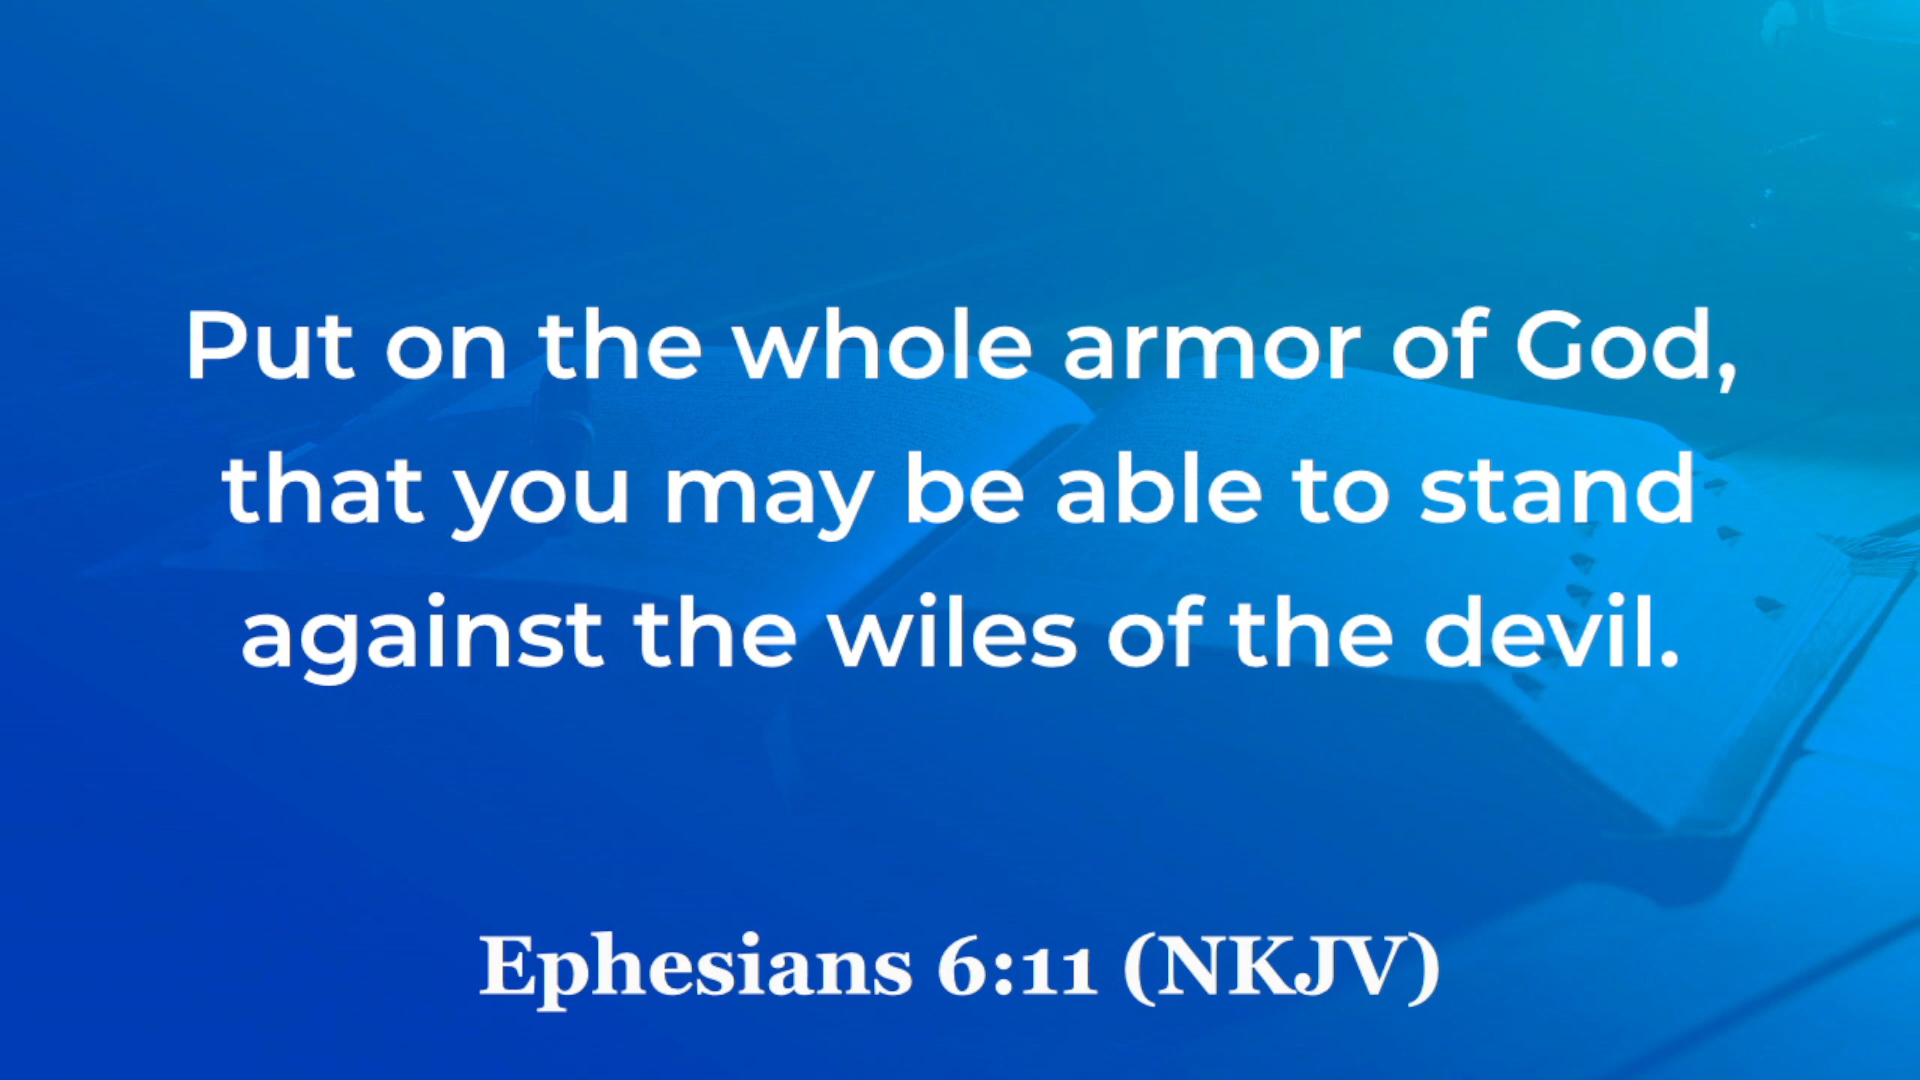 Put on the whole armor of God,
that you may be able to stand
against the wiles of the devil.
Ephesians 6:11 (NKJV)